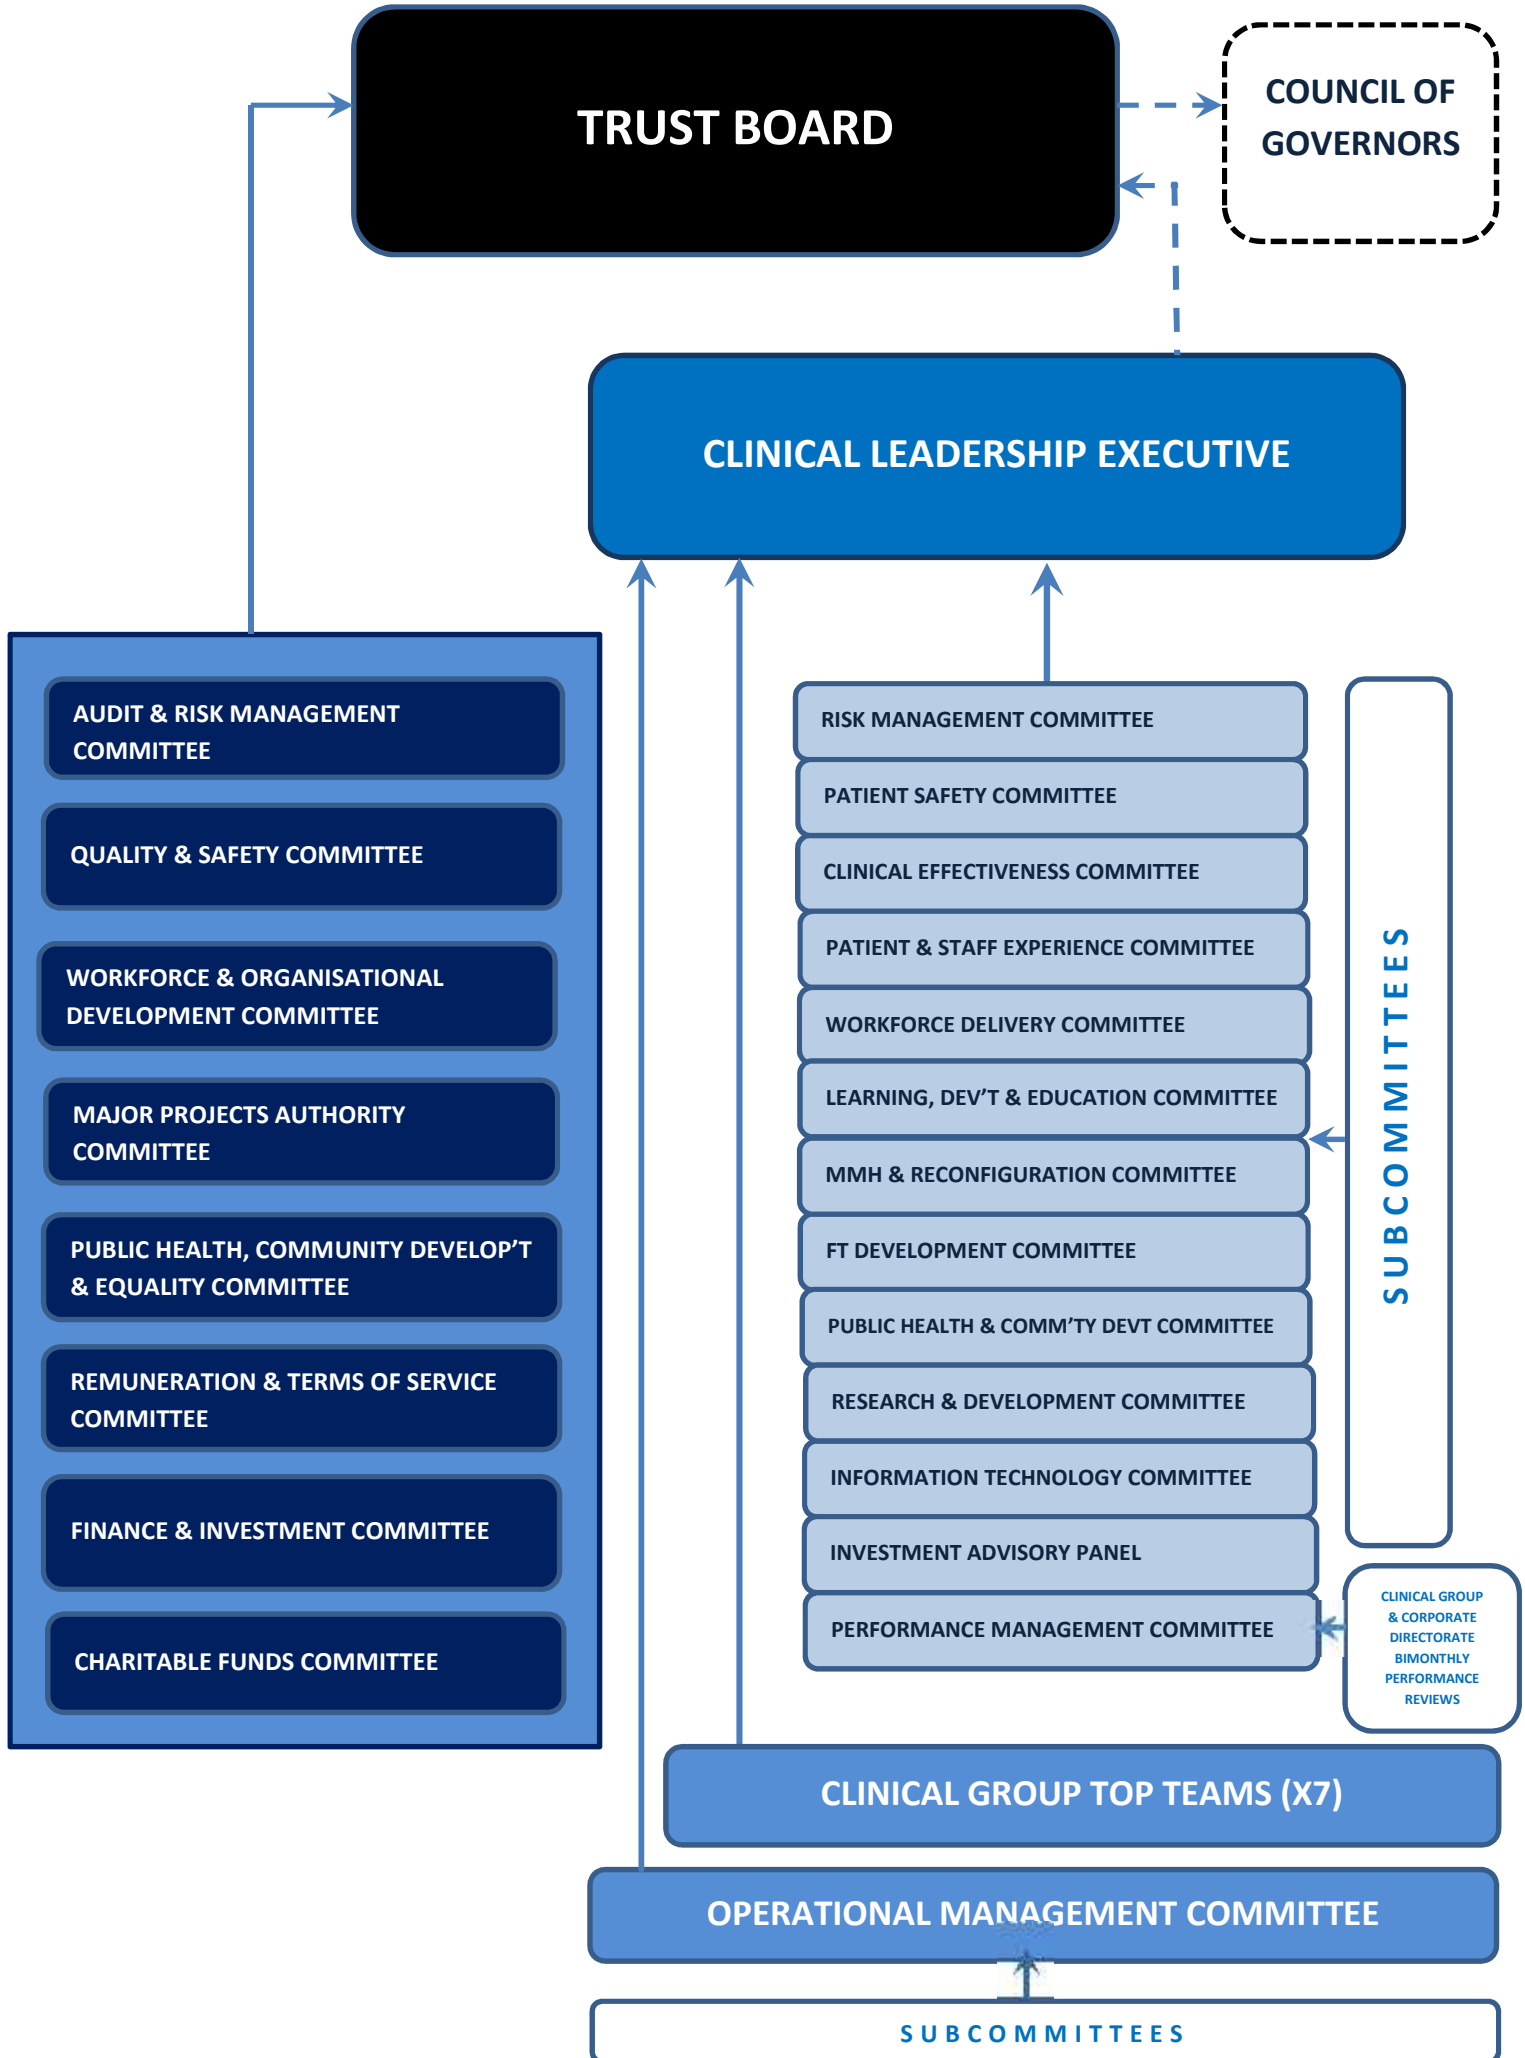 TRUST BOARD
COUNCIL OF
GOVERNORS
CLINICAL LEADERSHIP EXECUTIVE
AUDIT & RISK MANAGEMENT
COMMITTEE
QUALITY & SAFETY COMMITTEE
WORKFORCE & ORGANISATIONAL
DEVELOPMENT COMMITTEE
MAJOR PROJECTS AUTHORITY
COMMITTEE
PUBLIC HEALTH, COMMUNITY DEVELOP’T
& EQUALITY COMMITTEE
REMUNERATION & TERMS OF SERVICE
COMMITTEE
FINANCE & INVESTMENT COMMITTEE
CHARITABLE FUNDS COMMITTEE
RISK MANAGEMENT COMMITTEE
PATIENT SAFETY COMMITTEE
CLINICAL EFFECTIVENESS COMMITTEE
PATIENT & STAFF EXPERIENCE COMMITTEE
WORKFORCE DELIVERY COMMITTEE
LEARNING, DEV’T & EDUCATION COMMITTEE
MMH & RECONFIGURATION COMMITTEE
FT DEVELOPMENT COMMITTEE
PUBLIC HEALTH & COMM’TY DEVT COMMITTEE
RESEARCH & DEVELOPMENT COMMITTEE
INFORMATION TECHNOLOGY COMMITTEE
INVESTMENT ADVISORY PANEL
PERFORMANCE MANAGEMENT COMMITTEE
SUBCOMMITTEES
CLINICAL GROUP
& CORPORATE
DIRECTORATE
BIMONTHLY
PERFORMANCE
REVIEWS
CLINICAL GROUP TOP TEAMS (X7)
OPERATIONAL MANAGEMENT COMMITTEE
SUBCOMMITTEES